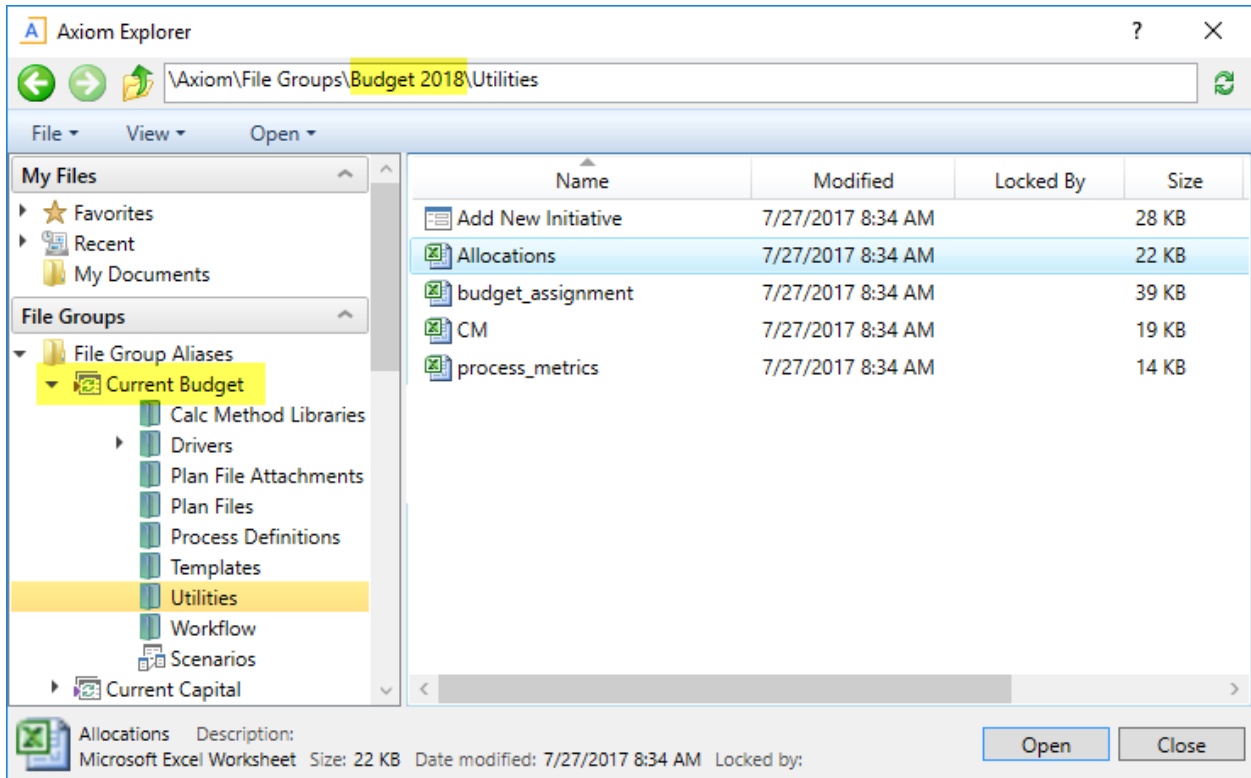 A Axiom Explorer ?
\Axiom\File Groups\Budget 2018\Utilities
File View Open
My Files
Favorites
Recent
My Documents
File Groups
File Group Aliases
Current Budget
Calc Method Libraries
Drivers
Plan File Attachments
Plan Files
Process Definitions
Templates
Utilities
Workflow
Scenarios
Current Capital
Name Modified Locked By Size
Add New Initiative 7/27/2017 8:34 AM 28 KB
Allocations 7/27/2017 8:34 AM 22 KB
budget_assignment 7/27/2017 8:34 AM 39 KB
CM 7/27/2017 8:34 AM 19 KB
process_metrics 7/27/2017 8:34 AM 14 KB
Allocations Description:
Microsoft Excel Worksheet Size: 22 KB Date modified: 7/27/2017 8:34 AM Locked by:
Open Close